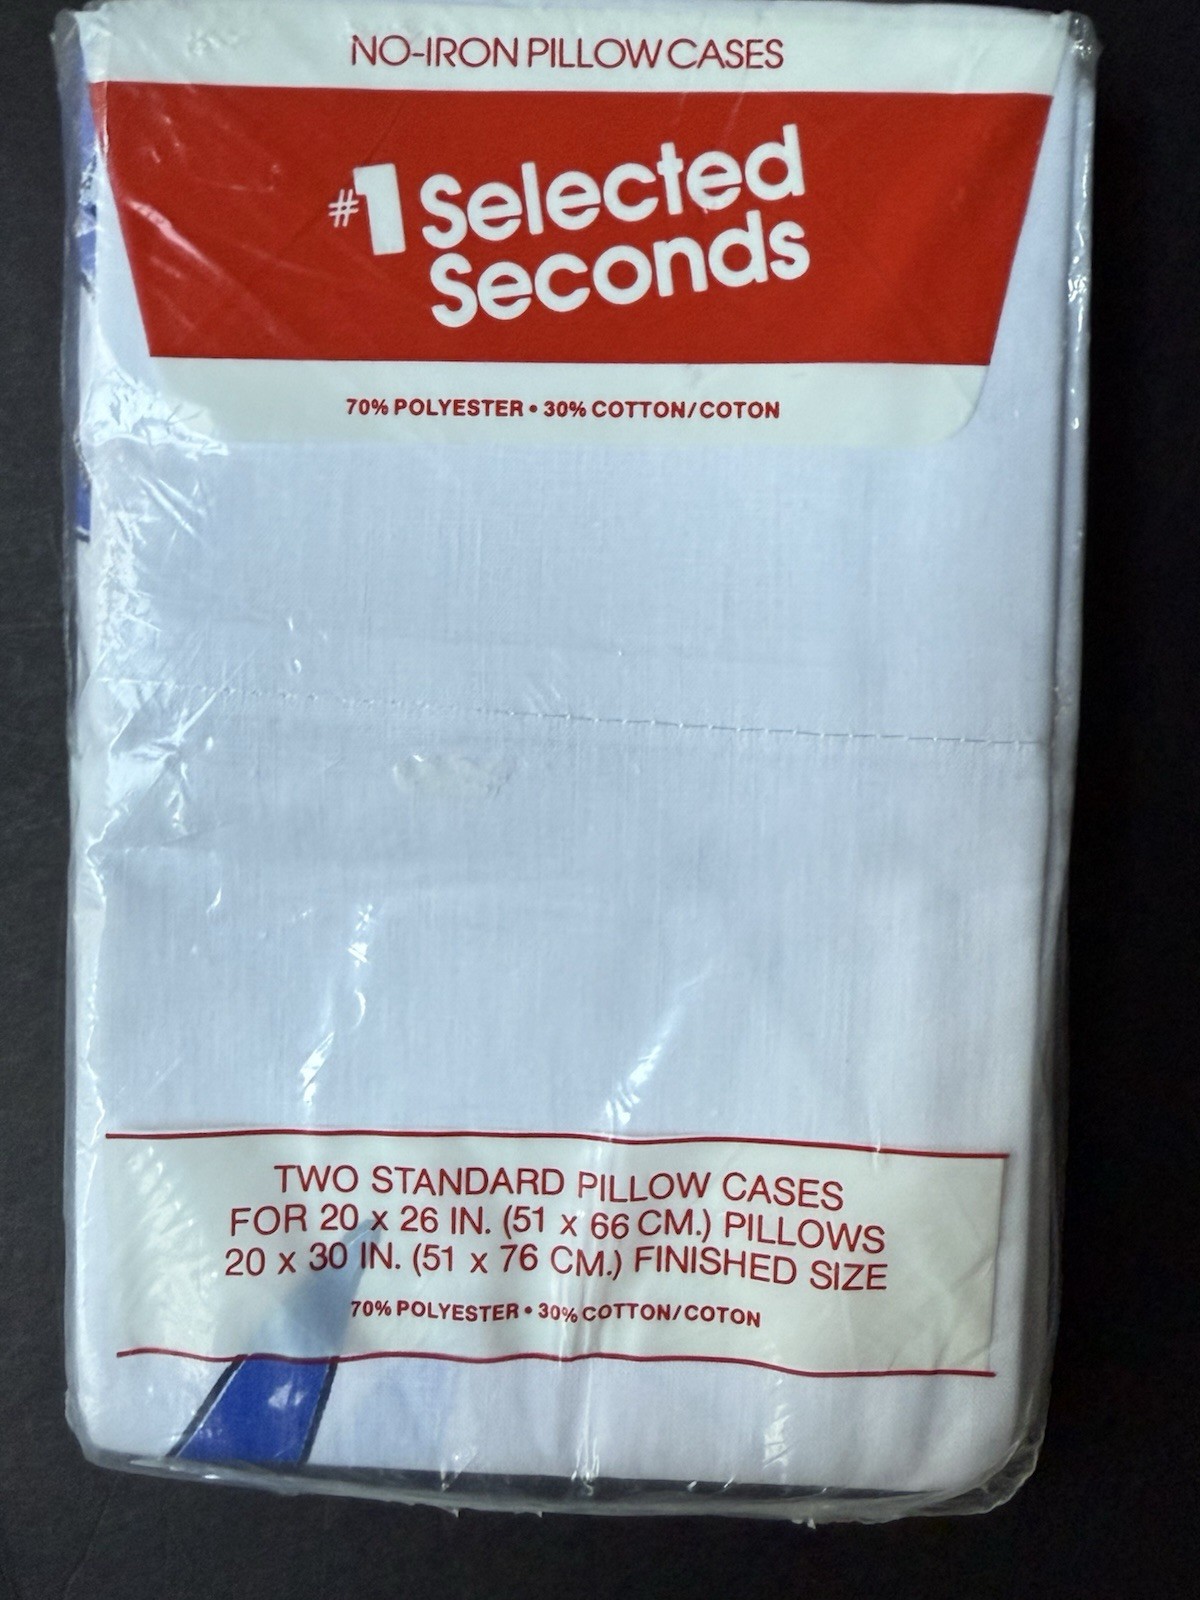 NO-IRON PILLOW CASES
#1 Selected
Seconds
70% POLYESTER • 30% COTTON/COTON
TWO STANDARD PILLOW CASES
FOR 20 x 26 IN. (51 x 66 CM.) PILLOWS
20 x 30 IN. (51 x 76 CM.) FINISHED SIZE
70% POLYESTER • 30% COTTON/COTON